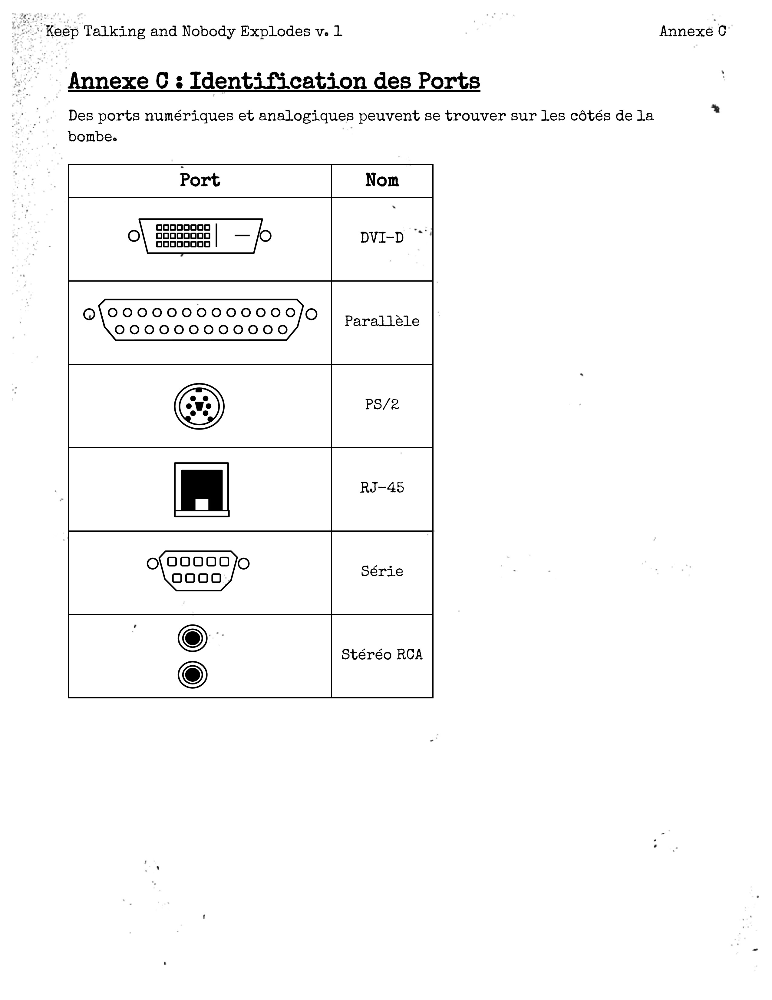 Keep Talking and Nobody Explodes v. 1
Annexe C
Annexe C : Identification des Ports
Des ports numériques et analogiques peuvent se trouver sur les côtés de la
bombe.
Port
Nom
DVI-D
Parallèle
PS/2
RJ-45
Série
Stéréo RCA